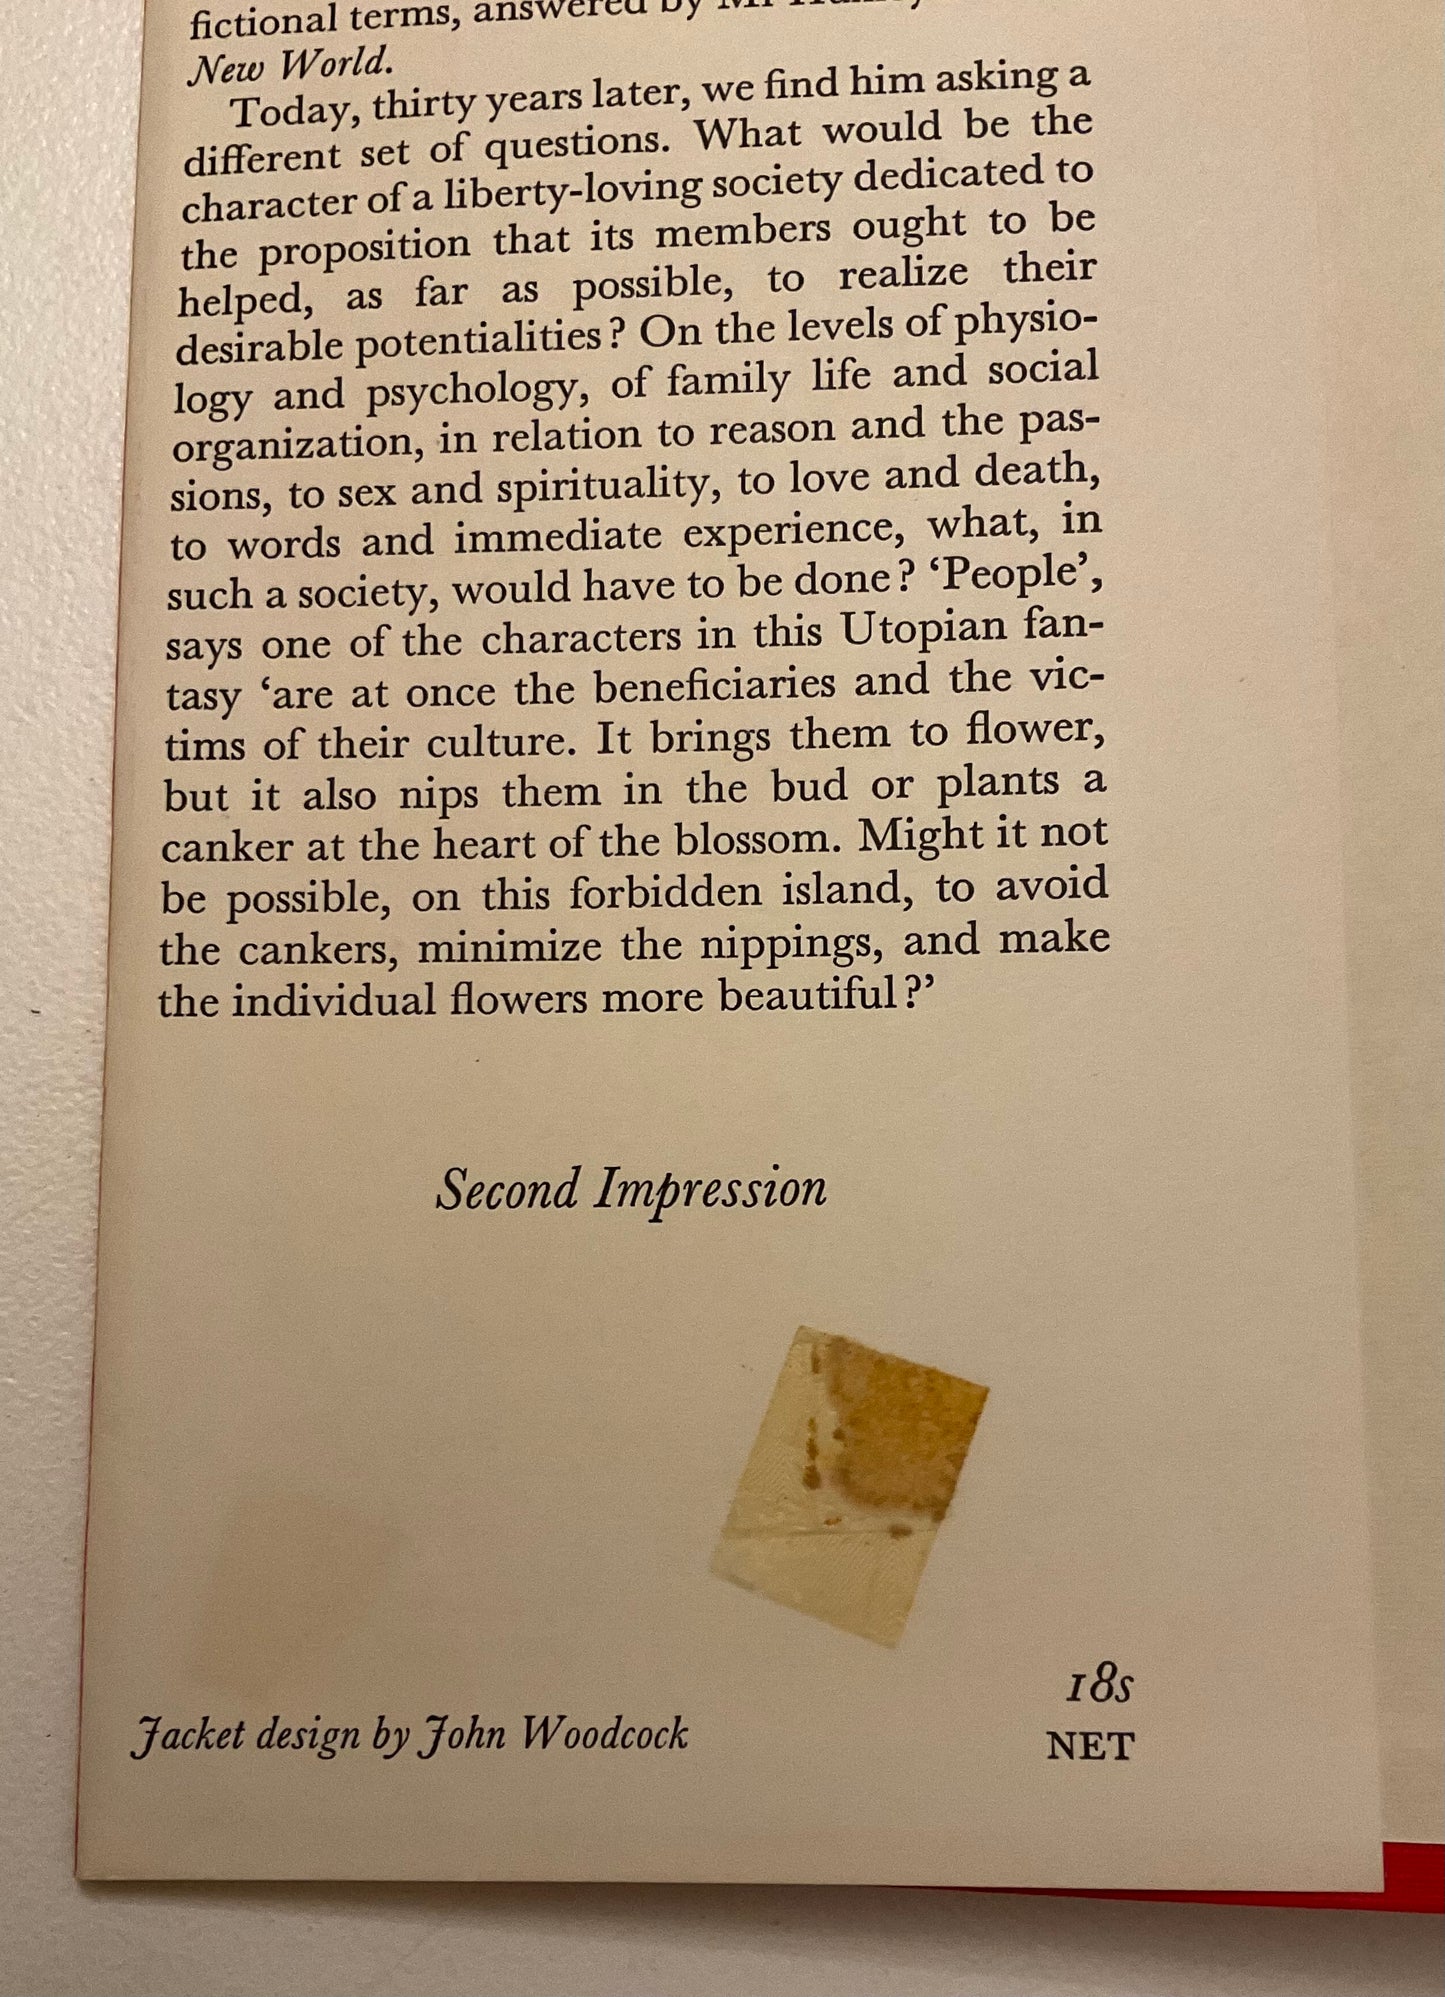 fictional terms, answered by Mr
New World.
Today, thirty years later, we find him asking a
different set of questions. What would be the
character of a liberty-loving society dedicated to
the proposition that its members ought to be
helped, as far as possible, to realize their
desirable potentialities? On the levels of physio-
logy and psychology, of family life and social
organization, in relation to reason and the pas-
sions, to sex and spirituality, to love and death,
to words and immediate experience, what, in
such a society, would have to be done? ‘People’,
says one of the characters in this Utopian fan-
tasy ‘are at once the beneficiaries and the vic-
tims of their culture. It brings them to flower,
but it also nips them in the bud or plants a
canker at the heart of the blossom. Might it not
be possible, on this forbidden island, to avoid
the cankers, minimize the nippings, and make
the individual flowers more beautiful?’
Second Impression
18s
Jacket design by John Woodcock
NET